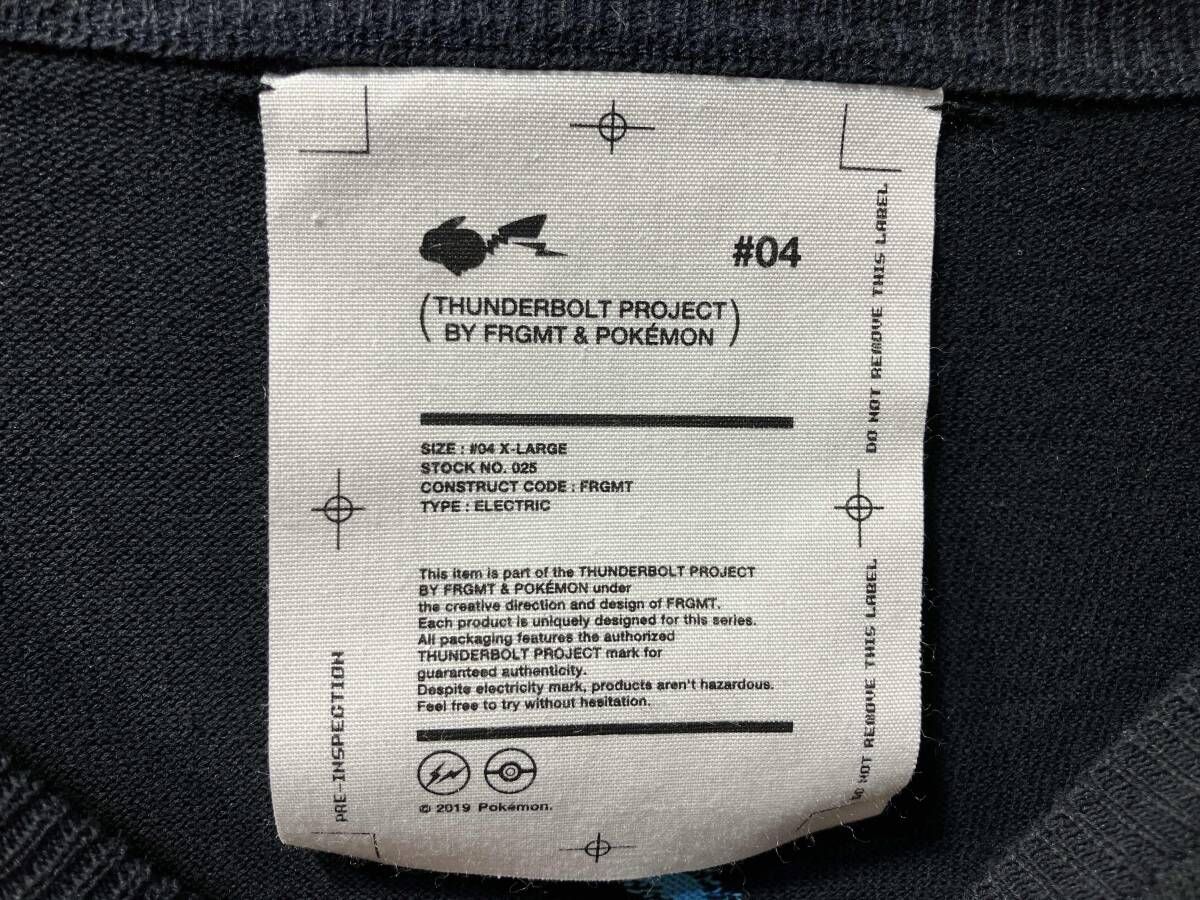 #04
(THUNDERBOLT PROJECT
BY FRGMT & POKÉMON)
SIZE : #04 X-LARGE
STOCK NO. 025
CONSTRUCT CODE : FRGMT
TYPE : ELECTRIC
This item is part of the THUNDERBOLT PROJECT
BY FRGMT & POKÉMON under
the creative direction and design of FRGMT.
Each product is uniquely designed for this series.
All packaging features the authorized
THUNDERBOLT PROJECT mark for
guaranteed authenticity.
Despite electricity mark, products aren't hazardous.
Feel free to try without hesitation.
© 2019 Pokémon.
PRE-INSPECTION
DO NOT REMOVE THIS LABEL
DO NOT REMOVE THIS LABEL